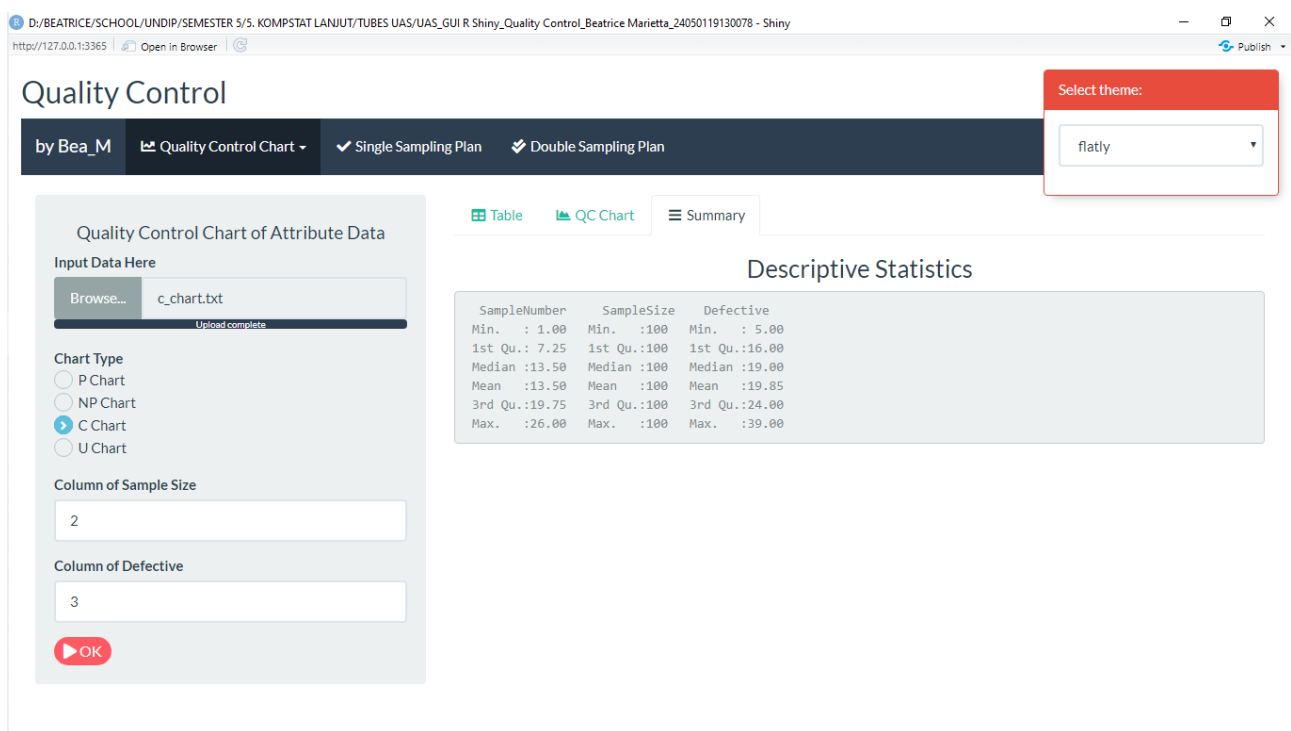 D:/BEATRICE/SCHOOL/UNDIP/SEMESTER 5/5. KOMPSTAT LANJUT/TUBES UAS/UAS_GUI R Shiny_Quality Control_Beatrice Marietta_24050119130078 - Shiny
http://127.0.0.1:3365 Open in Browser Publish
Quality Control
Select theme:
flatly
by Bea_M Quality Control Chart Single Sampling Plan Double Sampling Plan
Quality Control Chart of Attribute Data
Input Data Here
Browse... c_chart.txt
Upload complete
Chart Type
P Chart
NP Chart
C Chart
U Chart
Column of Sample Size
2
Column of Defective
3
OK
Table QC Chart Summary
Descriptive Statistics
SampleNumber SampleSize Defective
Min. : 1.00 Min. :100 Min. : 5.00
1st Qu.: 7.25 1st Qu.:100 1st Qu.:16.00
Median :13.50 Median :100 Median :19.00
Mean :13.50 Mean :100 Mean :19.85
3rd Qu.:19.75 3rd Qu.:100 3rd Qu.:24.00
Max. :26.00 Max. :100 Max. :39.00